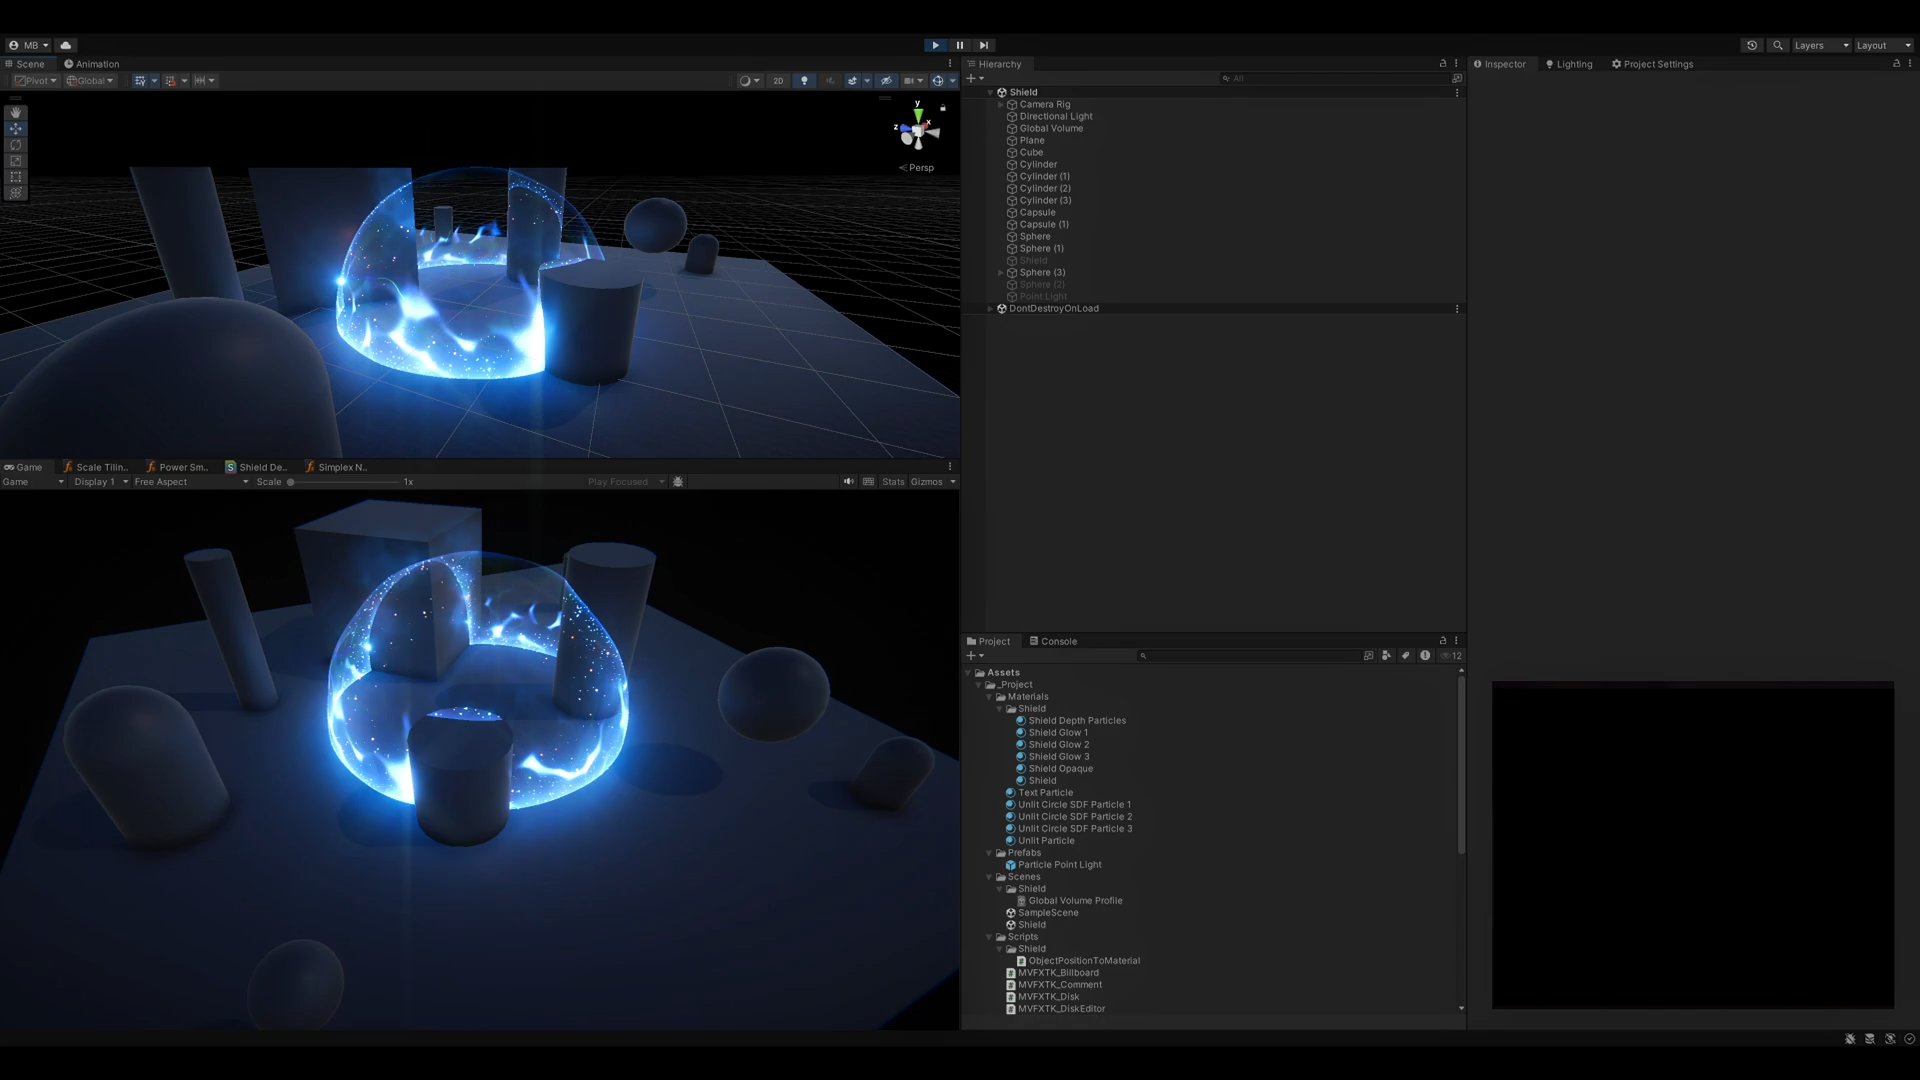 MB
Layers
Layout
Scene
Animation
Hierarchy
Inspector
Lighting
Project Settings
Pivot
Global
2D
All
Shield
Camera Rig
Directional Light
Global Volume
Plane
Cube
Cylinder
Cylinder (1)
Cylinder (2)
Cylinder (3)
Capsule
Capsule (1)
Sphere
Sphere (1)
Shield
Sphere (3)
Sphere (2)
Point Light
DontDestroyOnLoad
y
x
z
Persp
Game
Scale Tilin..
Power Sm..
Shield De..
Simplex N..
Game
Display 1
Free Aspect
Scale
1x
Play Focused
Stats
Gizmos
Project
Console
12
Assets
_Project
Materials
Shield
Shield Depth Particles
Shield Glow 1
Shield Glow 2
Shield Glow 3
Shield Opaque
Shield
Text Particle
Unlit Circle SDF Particle 1
Unlit Circle SDF Particle 2
Unlit Circle SDF Particle 3
Unlit Particle
Prefabs
Particle Point Light
Scenes
Shield
Global Volume Profile
SampleScene
Shield
Scripts
Shield
ObjectPositionToMaterial
MVFXTK_Billboard
MVFXTK_Comment
MVFXTK_Disk
MVFXTK_DiskEditor